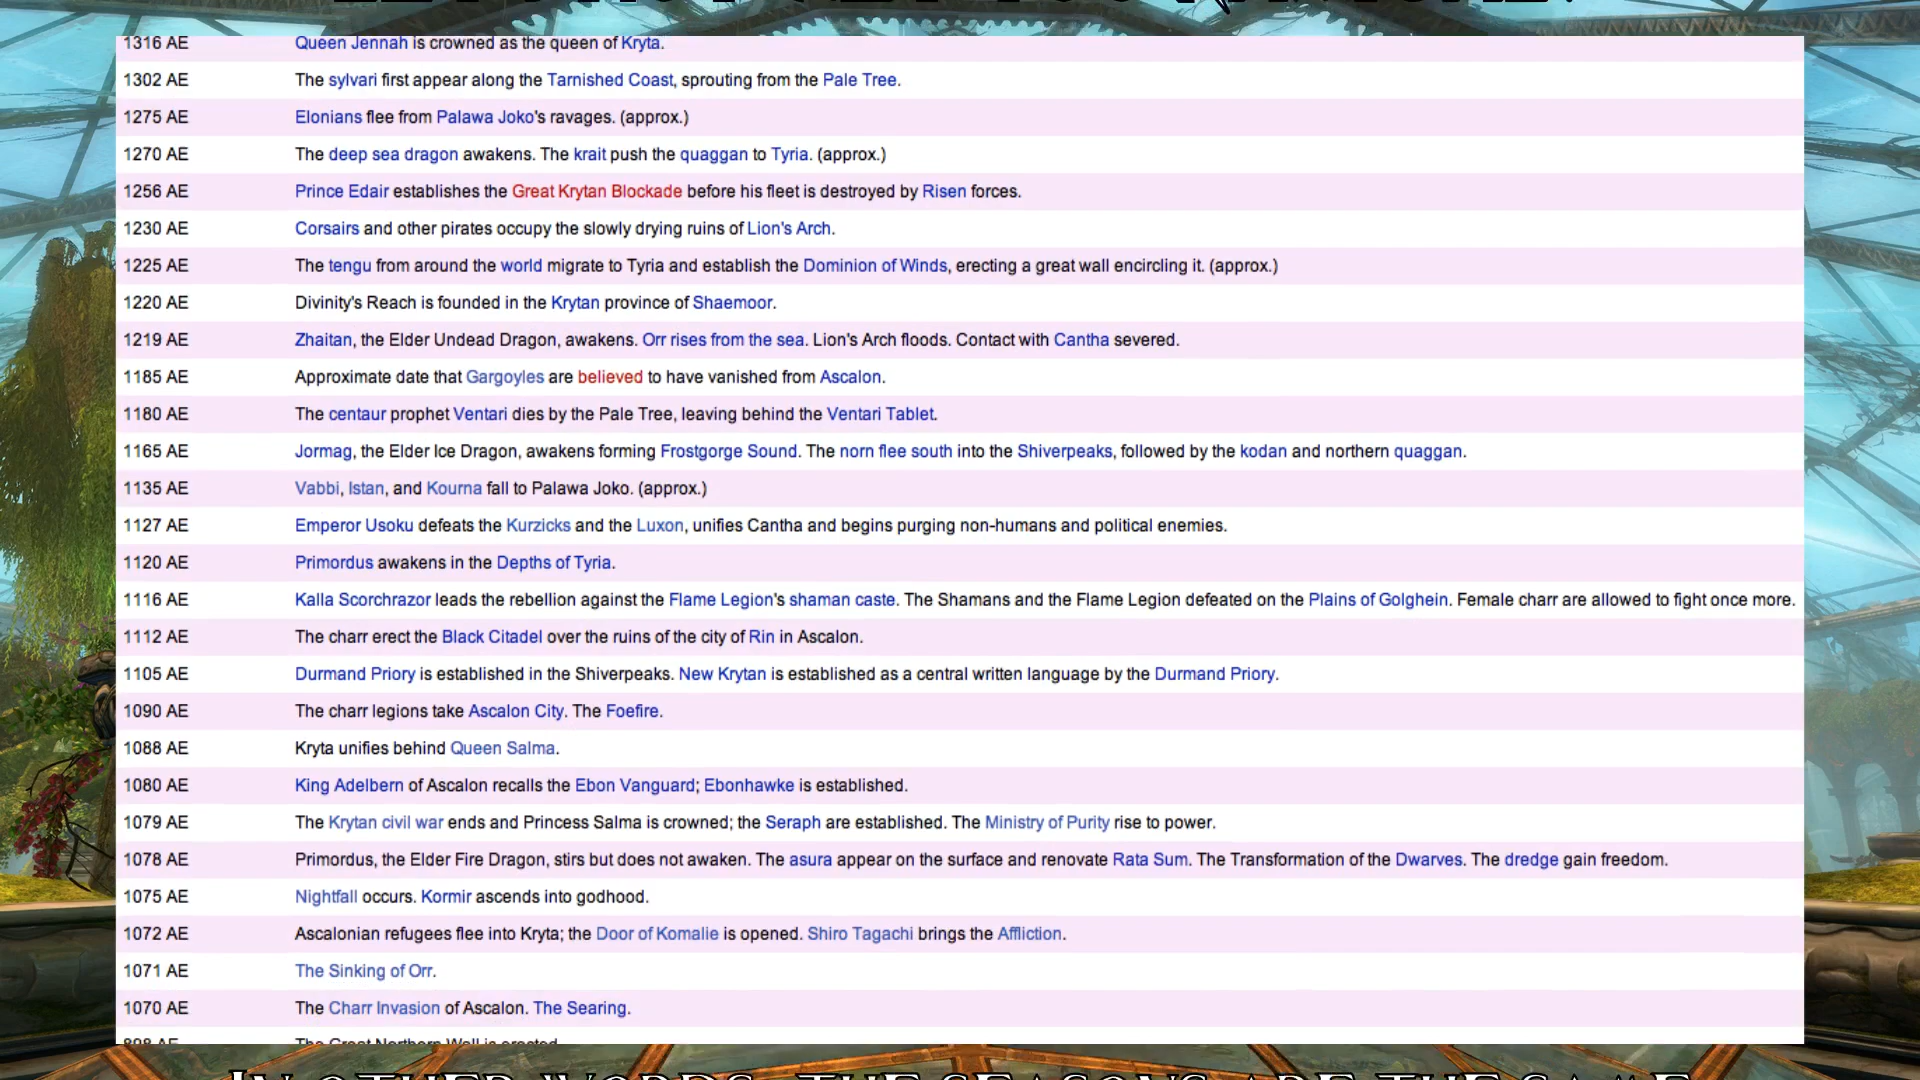 1316 AE Queen Jennah is crowned as the queen of Kryta.
1302 AE The sylvari first appear along the Tarnished Coast, sprouting from the Pale Tree.
1275 AE Elonians flee from Palawa Joko's ravages. (approx.)
1270 AE The deep sea dragon awakens. The krait push the quaggan to Tyria. (approx.)
1256 AE Prince Edair establishes the Great Krytan Blockade before his fleet is destroyed by Risen forces.
1230 AE Corsairs and other pirates occupy the slowly drying ruins of Lion's Arch.
1225 AE The tengu from around the world migrate to Tyria and establish the Dominion of Winds, erecting a great wall encircling it. (approx.)
1220 AE Divinity's Reach is founded in the Krytan province of Shaemoor.
1219 AE Zhaitan, the Elder Undead Dragon, awakens. Orr rises from the sea. Lion's Arch floods. Contact with Cantha severed.
1185 AE Approximate date that Gargoyles are believed to have vanished from Ascalon.
1180 AE The centaur prophet Ventari dies by the Pale Tree, leaving behind the Ventari Tablet.
1165 AE Jormag, the Elder Ice Dragon, awakens forming Frostgorge Sound. The norn flee south into the Shiverpeaks, followed by the kodan and northern quaggan.
1135 AE Vabbi, Istan, and Kourna fall to Palawa Joko. (approx.)
1127 AE Emperor Usoku defeats the Kurzicks and the Luxon, unifies Cantha and begins purging non-humans and political enemies.
1120 AE Primordus awakens in the Depths of Tyria.
1116 AE Kalla Scorchrazor leads the rebellion against the Flame Legion's shaman caste. The Shamans and the Flame Legion defeated on the Plains of Golghein. Female charr are allowed to fight once more.
1112 AE The charr erect the Black Citadel over the ruins of the city of Rin in Ascalon.
1105 AE Durmand Priory is established in the Shiverpeaks. New Krytan is established as a central written language by the Durmand Priory.
1090 AE The charr legions take Ascalon City. The Foefire.
1088 AE Kryta unifies behind Queen Salma.
1080 AE King Adelbern of Ascalon recalls the Ebon Vanguard; Ebonhawke is established.
1079 AE The Krytan civil war ends and Princess Salma is crowned; the Seraph are established. The Ministry of Purity rise to power.
1078 AE Primordus, the Elder Fire Dragon, stirs but does not awaken. The asura appear on the surface and renovate Rata Sum. The Transformation of the Dwarves. The dredge gain freedom.
1075 AE Nightfall occurs. Kormir ascends into godhood.
1072 AE Ascalonian refugees flee into Kryta; the Door of Komalie is opened. Shiro Tagachi brings the Affliction.
1071 AE The Sinking of Orr.
1070 AE The Charr Invasion of Ascalon. The Searing.
898 AE The Great Northern Wall is erected.
In other words, the seasons are the same